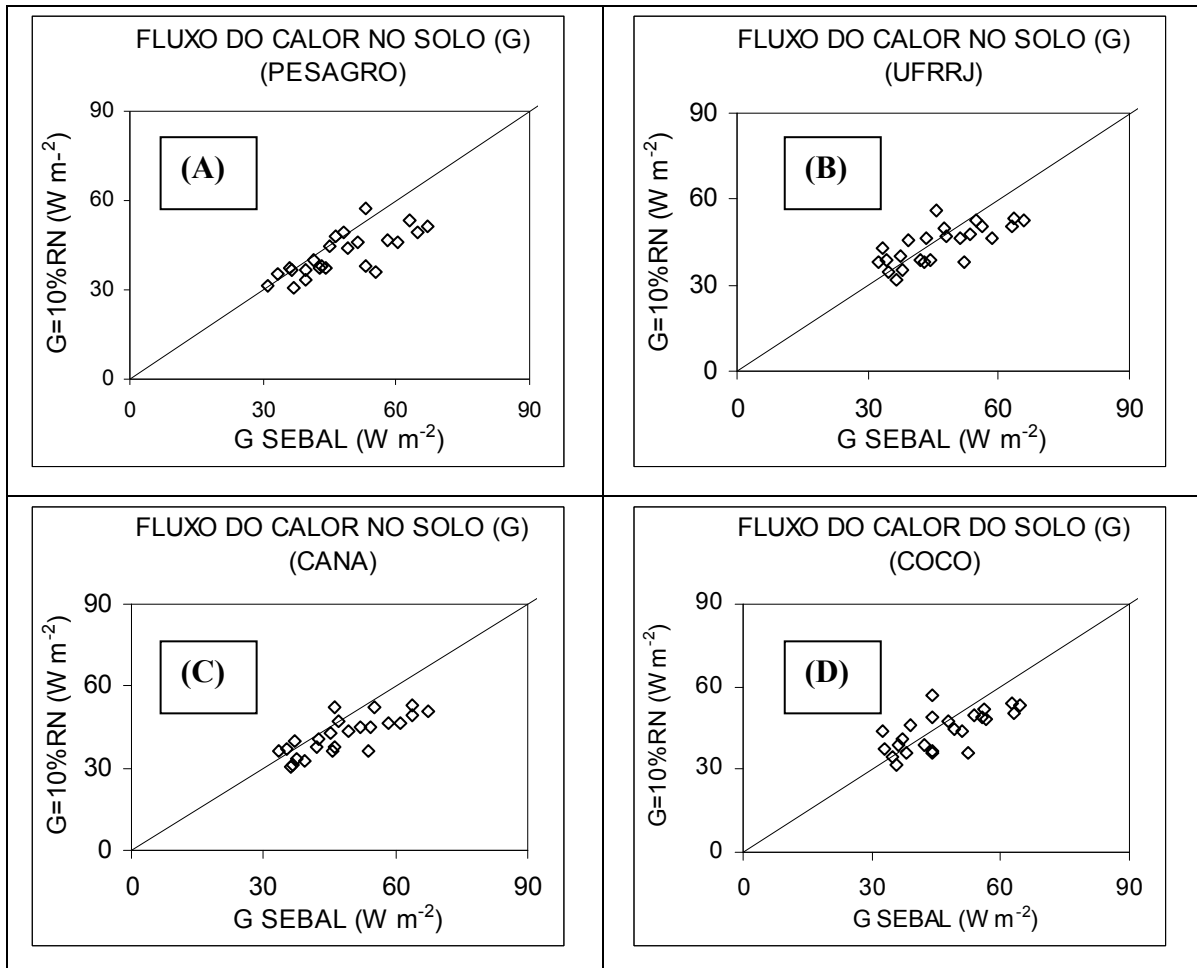 FLUXO DO CALOR NO SOLO (G)
(PESAGRO)
G=10%RN (W m-²)
90
60
30
0
(A)
0 30 60 90
G SEBAL (W m-²)
FLUXO DO CALOR NO SOLO (G)
(UFRRJ)
G=10%RN (W m-²)
90
60
30
0
(B)
0 30 60 90
G SEBAL (W m-²)
FLUXO DO CALOR NO SOLO (G)
(CANA)
G=10%RN (W m-²)
90
60
30
0
(C)
0 30 60 90
G SEBAL (W m-²)
FLUXO DO CALOR DO SOLO (G)
(COCO)
G=10%RN (W m-²)
90
60
30
0
(D)
0 30 60 90
G SEBAL (W m-²)